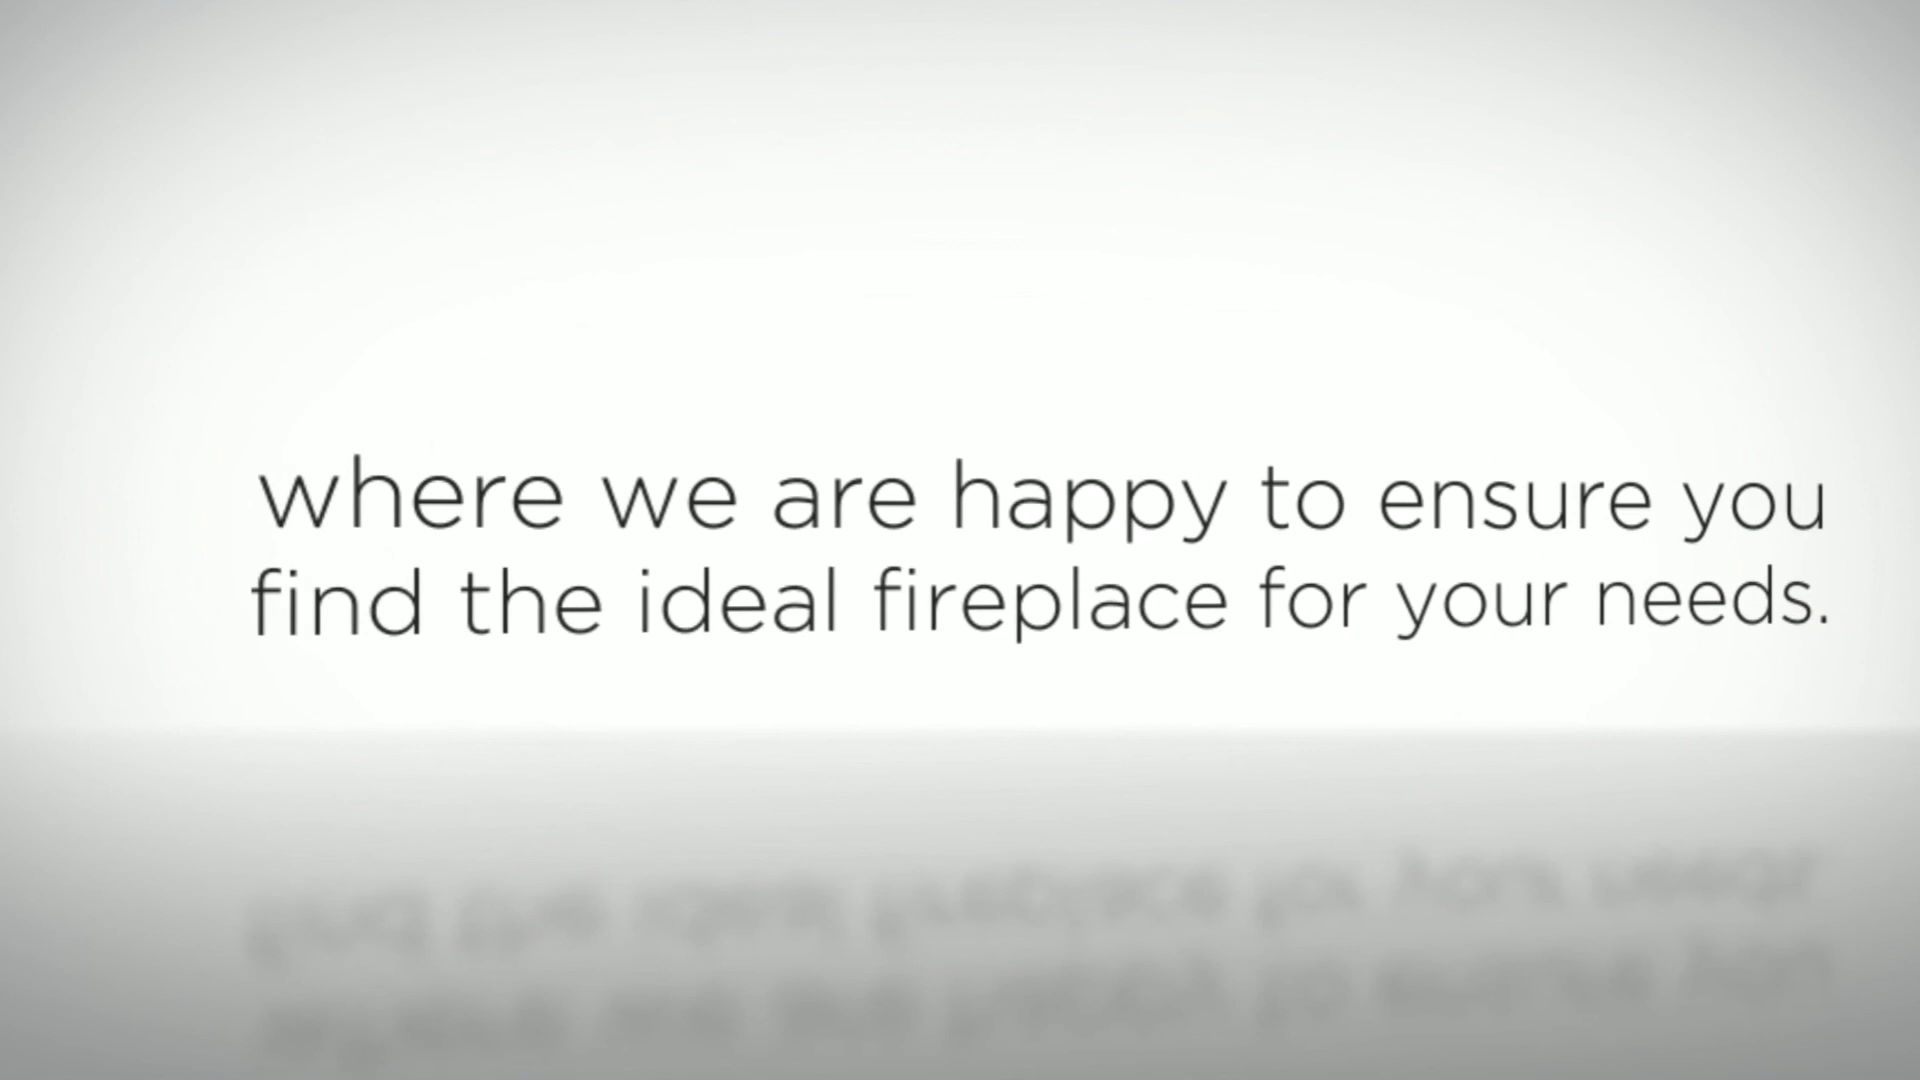 where we are happy to ensure you
find the ideal fireplace for your needs.